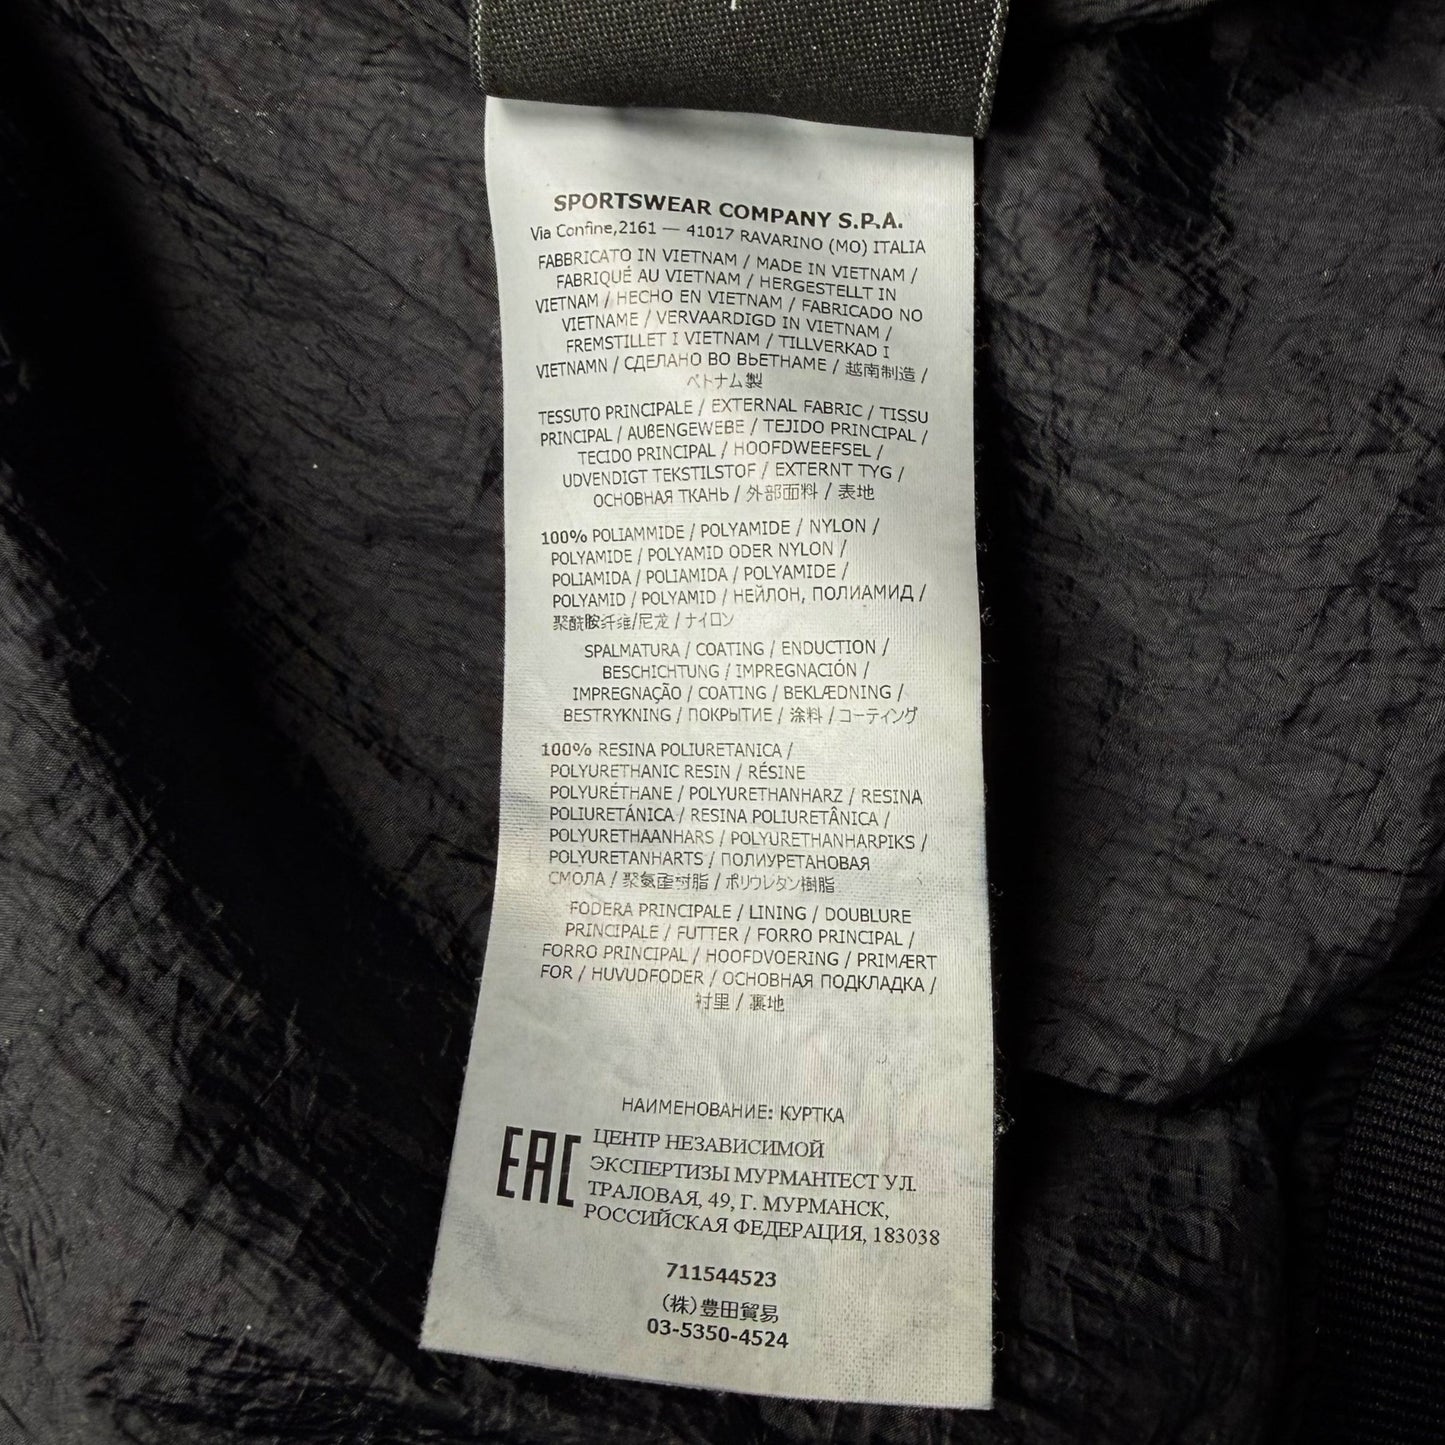 SPORTSWEAR COMPANY S.P.A.
Via Confine,2161 — 41017 RAVARINO (MO) ITALIA
FABBRICATO IN VIETNAM / MADE IN VIETNAM /
FABRIQUÉ AU VIETNAM / HERGESTELLT IN
VIETNAM / HECHO EN VIETNAM / FABRICADO NO
VIETNAME / VERVAARDIGD IN VIETNAM /
FREMSTILLET I VIETNAM / TILLVERKAD I
VIETNAMN / СДЕЛАНО ВО ВЬЕТНАМЕ / 越南制造 /
ベトナム製
TESSUTO PRINCIPALE / EXTERNAL FABRIC / TISSU
PRINCIPAL / AUßENGEWEBE / TEJIDO PRINCIPAL /
TECIDO PRINCIPAL / HOOFDWEEFSEL /
UDVENDIGT TEKSTILSTOF / EXTERNT TYG /
ОСНОВНАЯ ТКАНЬ / 外部面料 / 表地
100% POLIAMMIDE / POLYAMIDE / NYLON /
POLYAMIDE / POLYAMID ODER NYLON /
POLIAMIDA / POLIAMIDA / POLYAMIDE /
POLYAMID / POLYAMID / НЕЙЛОН, ПОЛИАМИД /
聚酰胺纤维/尼龙 / ナイロン
SPALMATURA / COATING / ENDUCTION /
BESCHICHTUNG / IMPREGNACIÓN /
IMPREGNAÇÃO / COATING / BEKLÆDNING /
BESTRYKNING / ПОКРЫТИЕ / 涂料 / コーティング
100% RESINA POLIURETANICA /
POLYURETHANIC RESIN / RÉSINE
POLYURÉTHANE / POLYURETHANHARZ / RESINA
POLIURETÁNICA / RESINA POLIURETÂNICA /
POLYURETHAANHARS / POLYURETHANHARPIKS /
POLYURETANHARTS / ПОЛИУРЕТАНОВАЯ
СМОЛА / 聚氨酯树脂 / ポリウレタン樹脂
FODERA PRINCIPALE / LINING / DOUBLURE
PRINCIPALE / FUTTER / FORRO PRINCIPAL /
FORRO PRINCIPAL / HOOFDVOERING / PRIMÆRT
FOR / HUVUDFODER / ОСНОВНАЯ ПОДКЛАДКА /
衬里 / 裏地
НАИМЕНОВАНИЕ: КУРТКА
EAC
ЦЕНТР НЕЗАВИСИМОЙ
ЭКСПЕРТИЗЫ МУРМАНТЕСТ УЛ.
ТРАЛОВАЯ, 49, Г. МУРМАНСК,
РОССИЙСКАЯ ФЕДЕРАЦИЯ, 183038
711544523
(株)豊田貿易
03-5350-4524